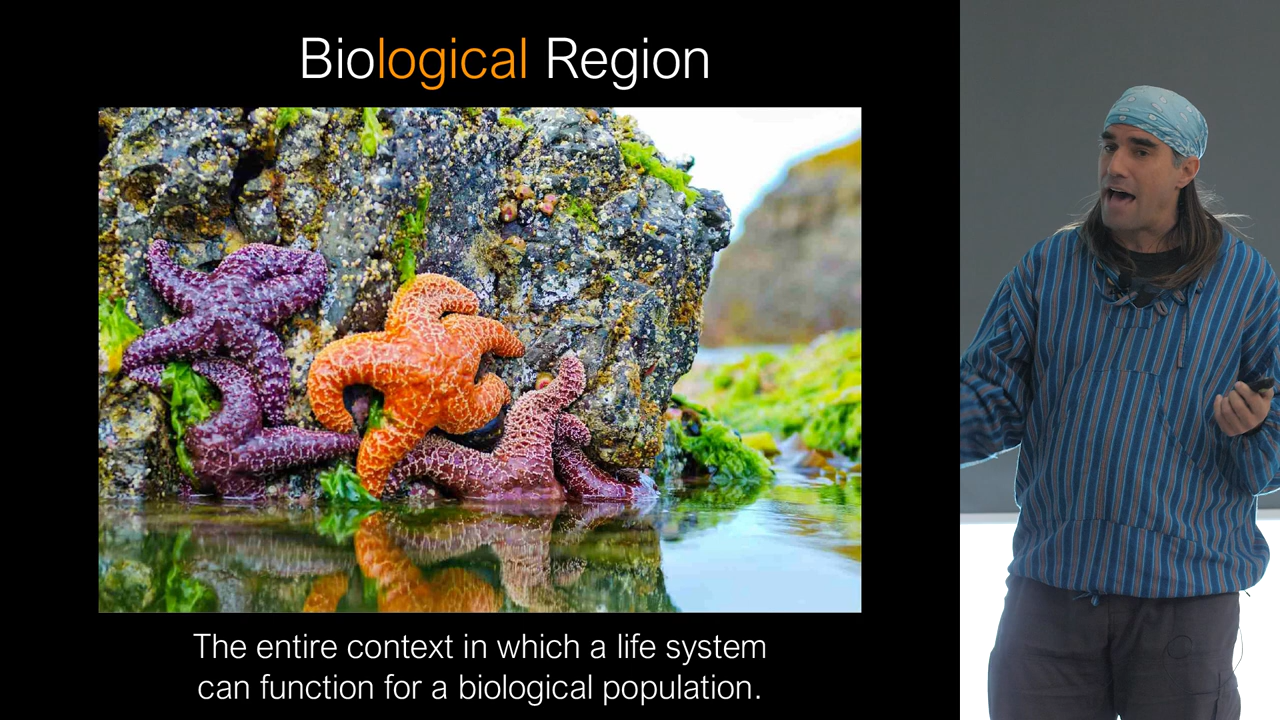 Biological Region
The entire context in which a life system
can function for a biological population.